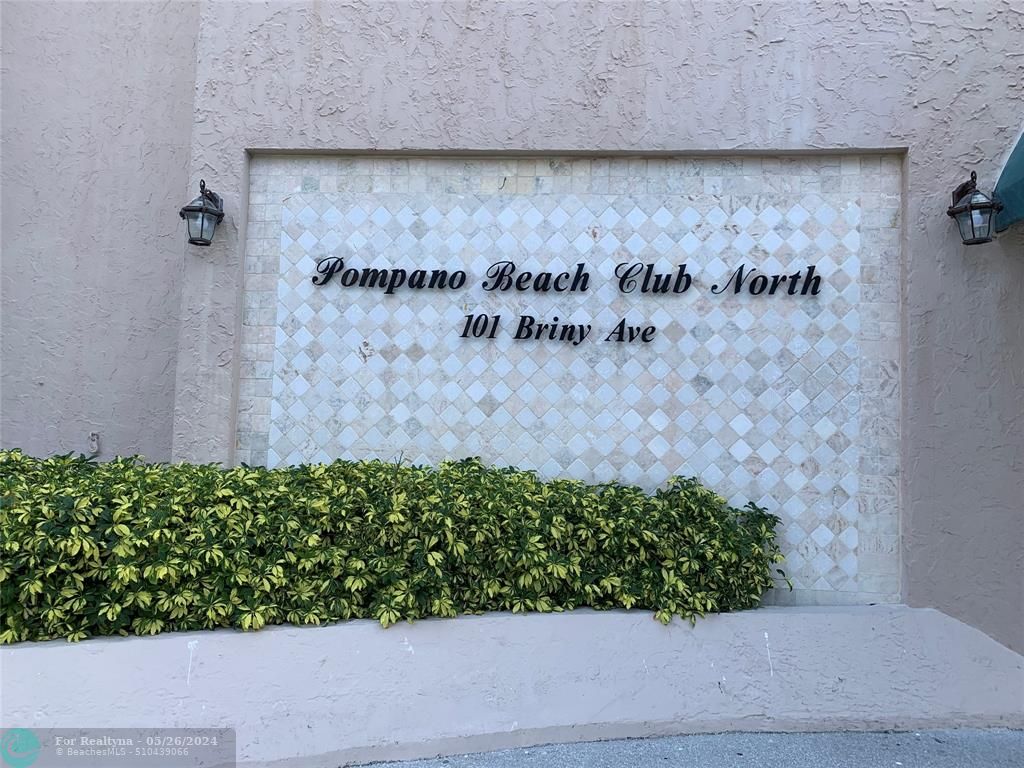 Pompano Beach Club North
101 Briny Ave
For Realtyna - 05/26/2024
© BeachesMLS - 510439066